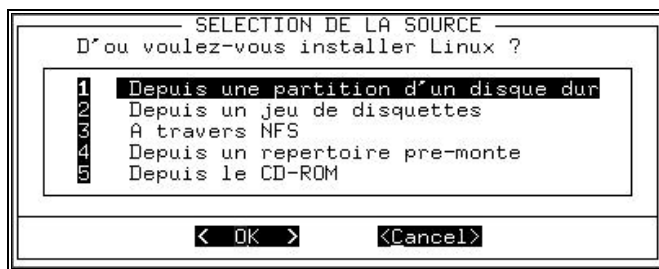 SELECTION DE LA SOURCE
D´ou voulez-vous installer Linux ?
1 Depuis une partition d´un disque dur
2 Depuis un jeu de disquettes
3 A travers NFS
4 Depuis un repertoire pre-monte
5 Depuis le CD-ROM
< OK > <Cancel>